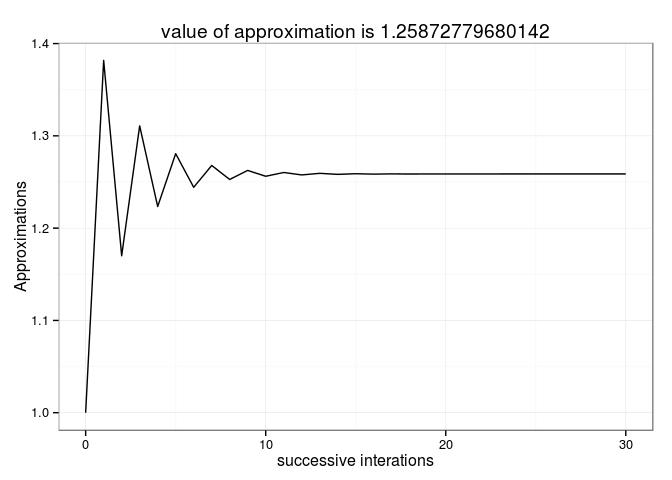 value of approximation is 1.25872779680142
1.4
1.3
1.2
1.1
1.0
Approximations
0 10 20 30
successive interations